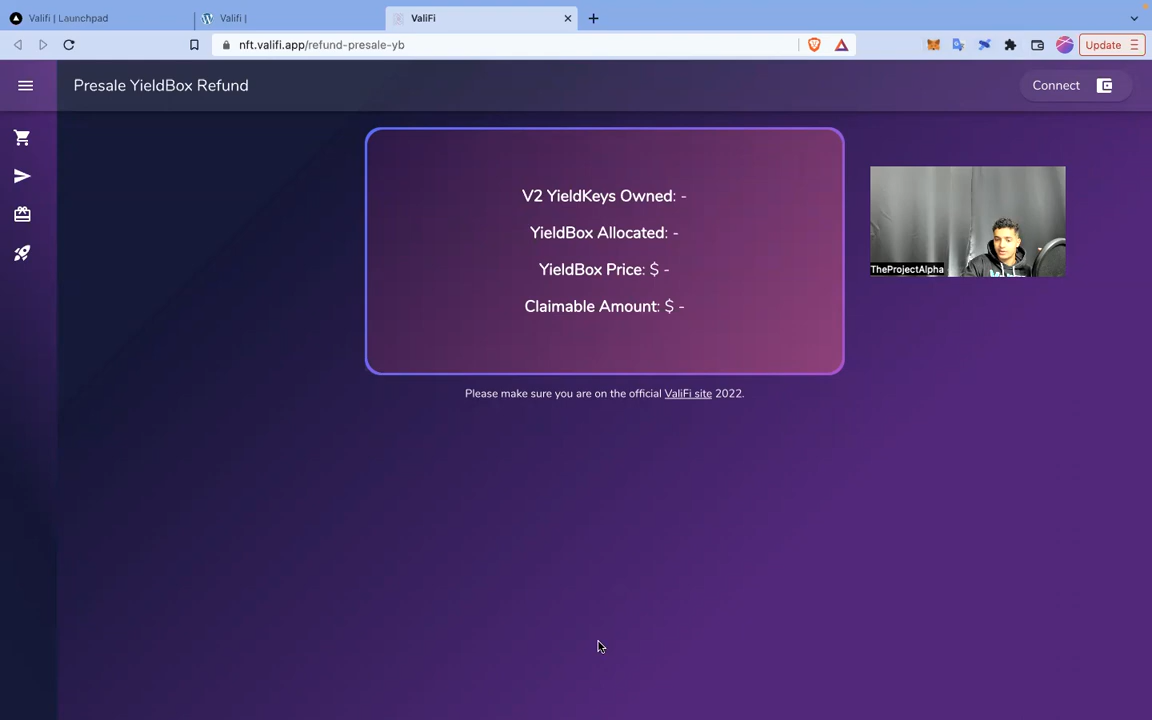 Valifi | Launchpad
Valifi |
ValiFi
nft.valifi.app/refund-presale-yb
Update
Presale YieldBox Refund
Connect
V2 YieldKeys Owned: -
YieldBox Allocated: -
YieldBox Price: $ -
Claimable Amount: $ -
TheProjectAlpha
Please make sure you are on the official ValiFi site 2022.